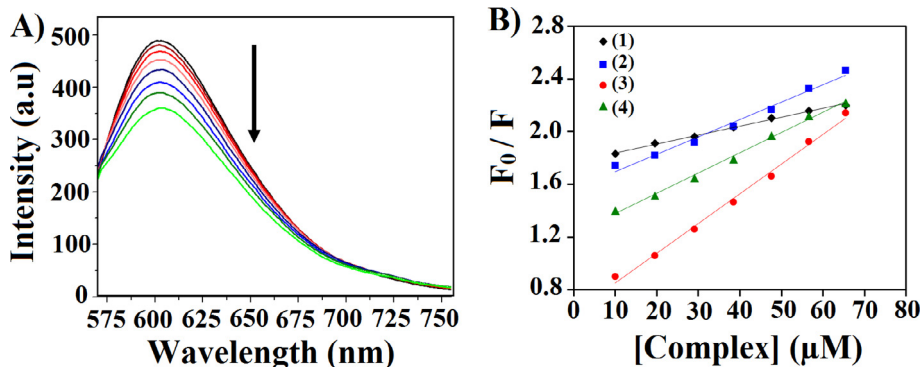 A)
Intensity (a.u)
500
400
300
200
100
0
575 600 625 650 675 700 725 750
Wavelength (nm)
B)
F₀ / F
2.8
2.4
2.0
1.6
1.2
0.8
(1)
(2)
(3)
(4)
0 10 20 30 40 50 60 70 80
[Complex] (µM)